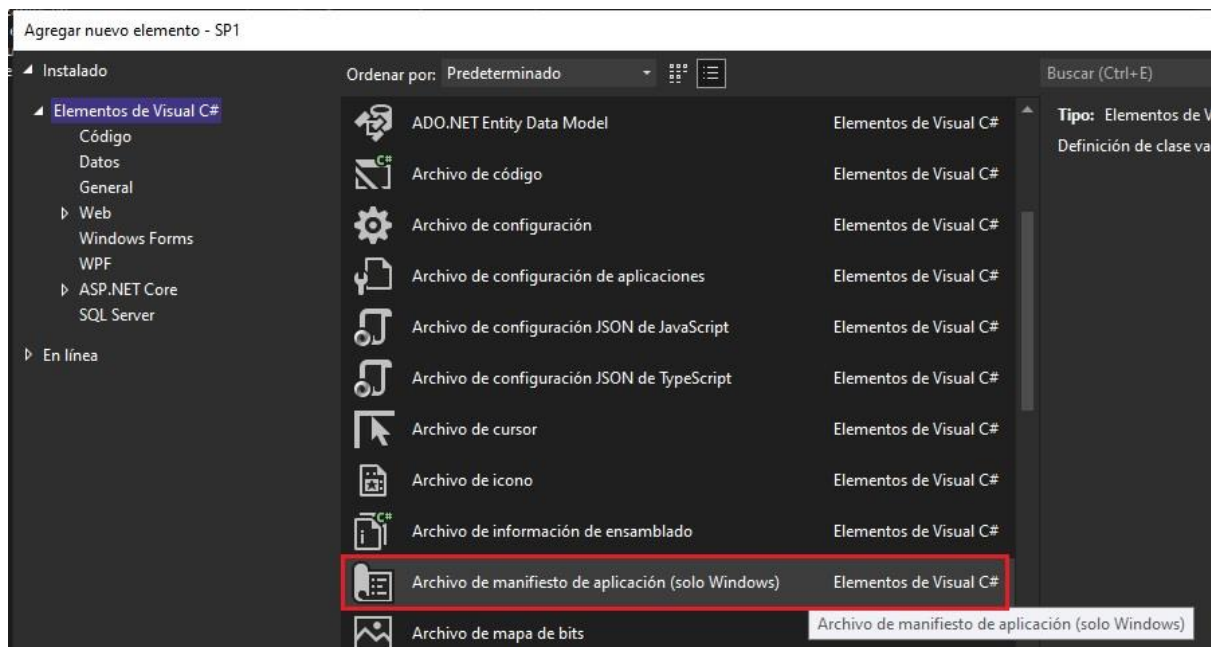 Agregar nuevo elemento - SP1
Instalado
Elementos de Visual C#
Código
Datos
General
Web
Windows Forms
WPF
ASP.NET Core
SQL Server
En línea
Ordenar por: Predeterminado
Buscar (Ctrl+E)
ADO.NET Entity Data Model Elementos de Visual C#
Archivo de código Elementos de Visual C#
Archivo de configuración Elementos de Visual C#
Archivo de configuración de aplicaciones Elementos de Visual C#
Archivo de configuración JSON de JavaScript Elementos de Visual C#
Archivo de configuración JSON de TypeScript Elementos de Visual C#
Archivo de cursor Elementos de Visual C#
Archivo de icono Elementos de Visual C#
Archivo de información de ensamblado Elementos de Visual C#
Archivo de manifiesto de aplicación (solo Windows) Elementos de Visual C#
Archivo de mapa de bits
Archivo de manifiesto de aplicación (solo Windows)
Tipo: Elementos de V
Definición de clase va